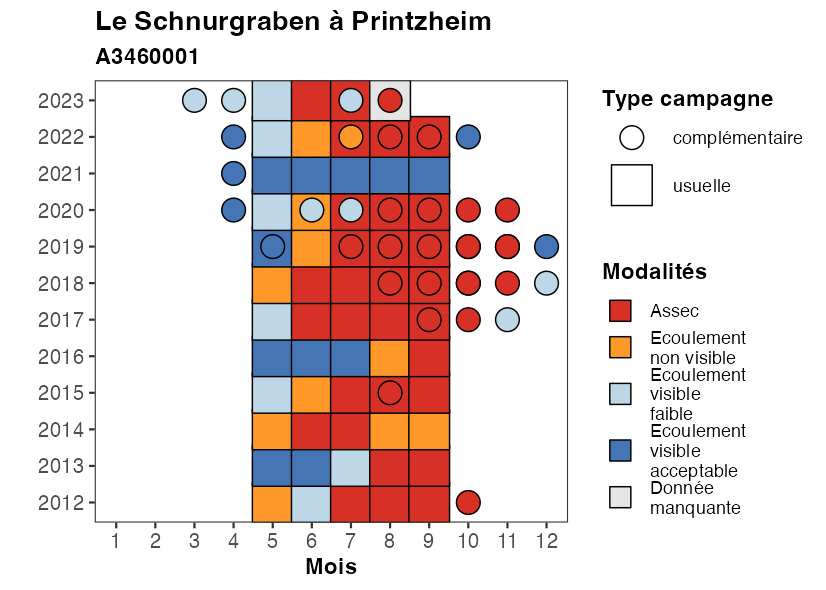 Le Schnurgraben à Printzheim
A3460001
2023
2022
2021
2020
2019
2018
2017
2016
2015
2014
2013
2012
1 2 3 4 5 6 7 8 9 10 11 12
Mois
Type campagne
complémentaire
usuelle
Modalités
Assec
Ecoulement
non visible
Ecoulement
visible
faible
Ecoulement
visible
acceptable
Donnée
manquante